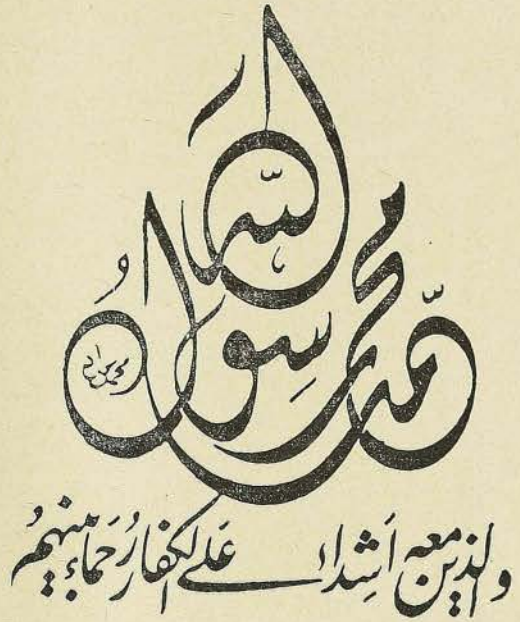 محمد رسول الله
والذين معه أشداء على الكفار رحماء بينهم